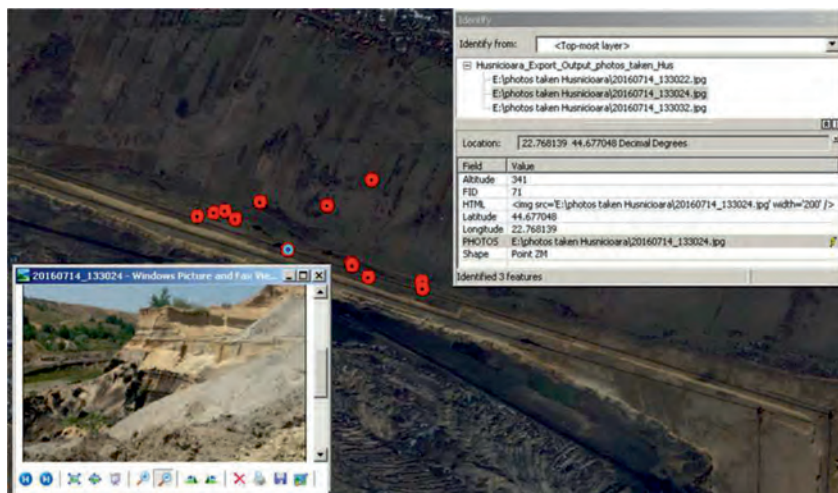 Identify
Identify from: <Top-most layer>
Husnicioara_Export_Output_photos_taken_Hus
E:\photos taken Husnicioara\20160714_133022.jpg
E:\photos taken Husnicioara\20160714_133024.jpg
E:\photos taken Husnicioara\20160714_133032.jpg
Location: 22.768139 44.677048 Decimal Degrees
Field Value
Altitude 341
FID 71
HTML <img src='E:\photos taken Husnicioara\20160714_133024.jpg' width='200' />
Latitude 44.677048
Longitude 22.768139
PHOTOS E:\photos taken Husnicioara\20160714_133024.jpg
Shape Point ZM
Identified 3 features
20160714_133024 - Windows Picture and Fax Vie...